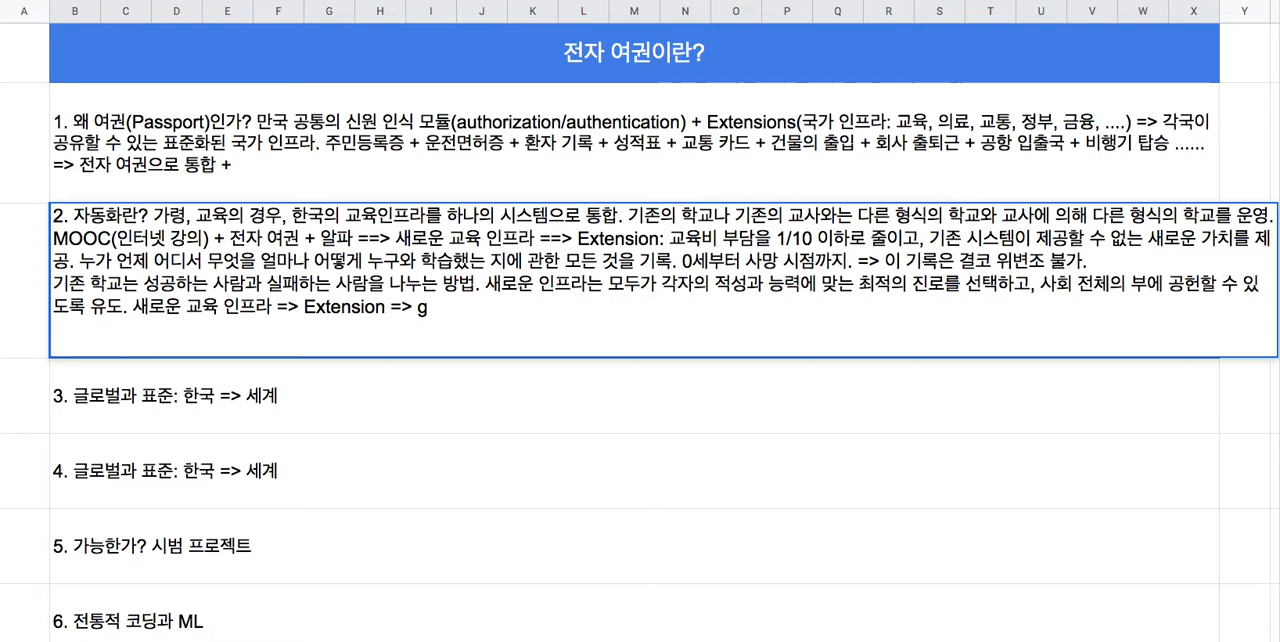 A B C D E F G H I J K L M N O P Q R S T U V W X Y
전자 여권이란?
1. 왜 여권(Passport)인가? 만국 공통의 신원 인식 모듈(authorization/authentication) + Extensions(국가 인프라: 교육, 의료, 교통, 정부, 금융, ....) => 각국이
공유할 수 있는 표준화된 국가 인프라. 주민등록증 + 운전면허증 + 환자 기록 + 성적표 + 교통 카드 + 건물의 출입 + 회사 출퇴근 + 공항 입출국 + 비행기 탑승 ......
=> 전자 여권으로 통합 +
2. 자동화란? 가령, 교육의 경우, 한국의 교육인프라를 하나의 시스템으로 통합. 기존의 학교나 기존의 교사와는 다른 형식의 학교와 교사에 의해 다른 형식의 학교를 운영.
MOOC(인터넷 강의) + 전자 여권 + 알파 ==> 새로운 교육 인프라 ==> Extension: 교육비 부담을 1/10 이하로 줄이고, 기존 시스템이 제공할 수 없는 새로운 가치를 제
공. 누가 언제 어디서 무엇을 얼마나 어떻게 누구와 학습했는 지에 관한 모든 것을 기록. 0세부터 사망 시점까지. => 이 기록은 결코 위변조 불가.
기존 학교는 성공하는 사람과 실패하는 사람을 나누는 방법. 새로운 인프라는 모두가 각자의 적성과 능력에 맞는 최적의 진로를 선택하고, 사회 전체의 부에 공헌할 수 있
도록 유도. 새로운 교육 인프라 => Extension => g
3. 글로벌과 표준: 한국 => 세계
4. 글로벌과 표준: 한국 => 세계
5. 가능한가? 시범 프로젝트
6. 전통적 코딩과 ML